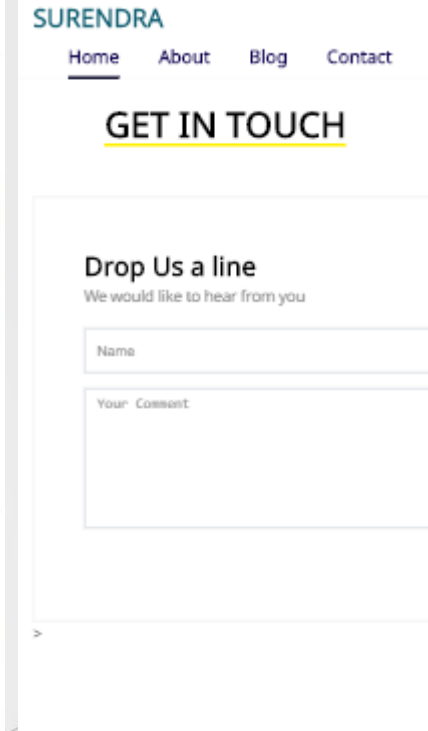 SURENDRA
Home About Blog Contact
GET IN TOUCH
Drop Us a line
We would like to hear from you
Name
Your Comment
>